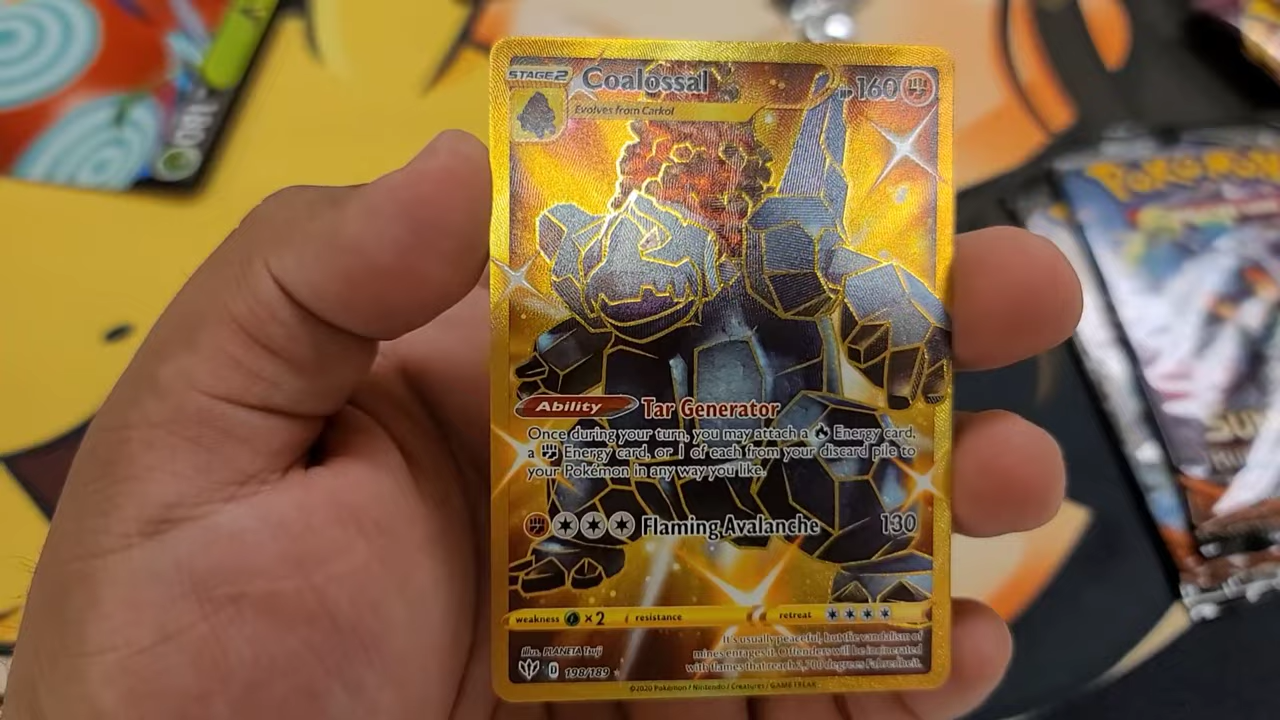 STAGE 2
Coalossal
HP 160
Evolves from Carkol
Ability Tar Generator
Once during your turn, you may attach a Energy card,
a Energy card, or 1 of each from your discard pile to
your Pokémon in any way you like.
Flaming Avalanche 130
weakness ×2 resistance retreat
Illus. PLANETA Tsuji
It's usually peaceful, but the vandalism of
mines enrages it. Offenders will be incinerated
with flames that reach 2,700 degrees Fahrenheit.
D 198/189
©2020 Pokémon / Nintendo / Creatures / GAME FREAK
POKÉMON